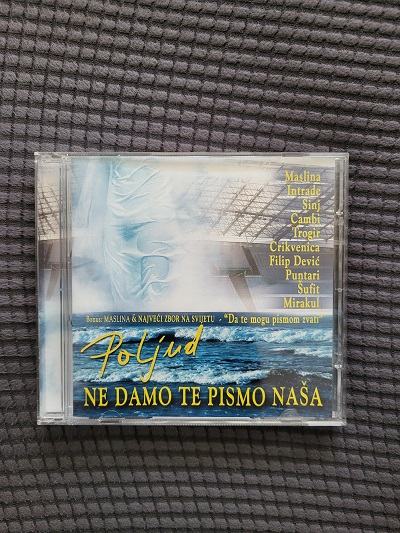 Maslina
Intrade
Sinj
Cambi
Trogir
Crikvenica
Filip Dević
Puntari
Šufit
Mirakul
Bonus: MASLINA & NAJVEĆI ZBOR NA SVIJETU - "Da te mogu pismom zvati"
Poljud
NE DAMO TE PISMO NAŠA